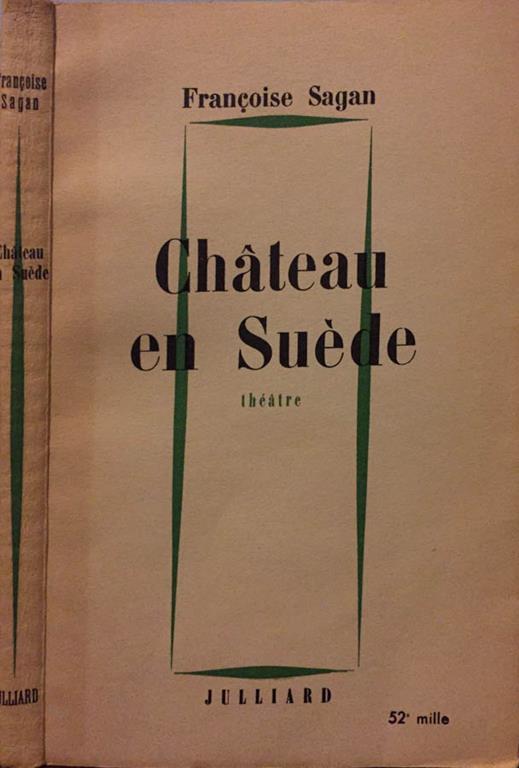 Françoise Sagan
Château
en Suède
théâtre
JULLIARD
52e mille
Françoise
Sagan
Château
en Suède
JULLIARD